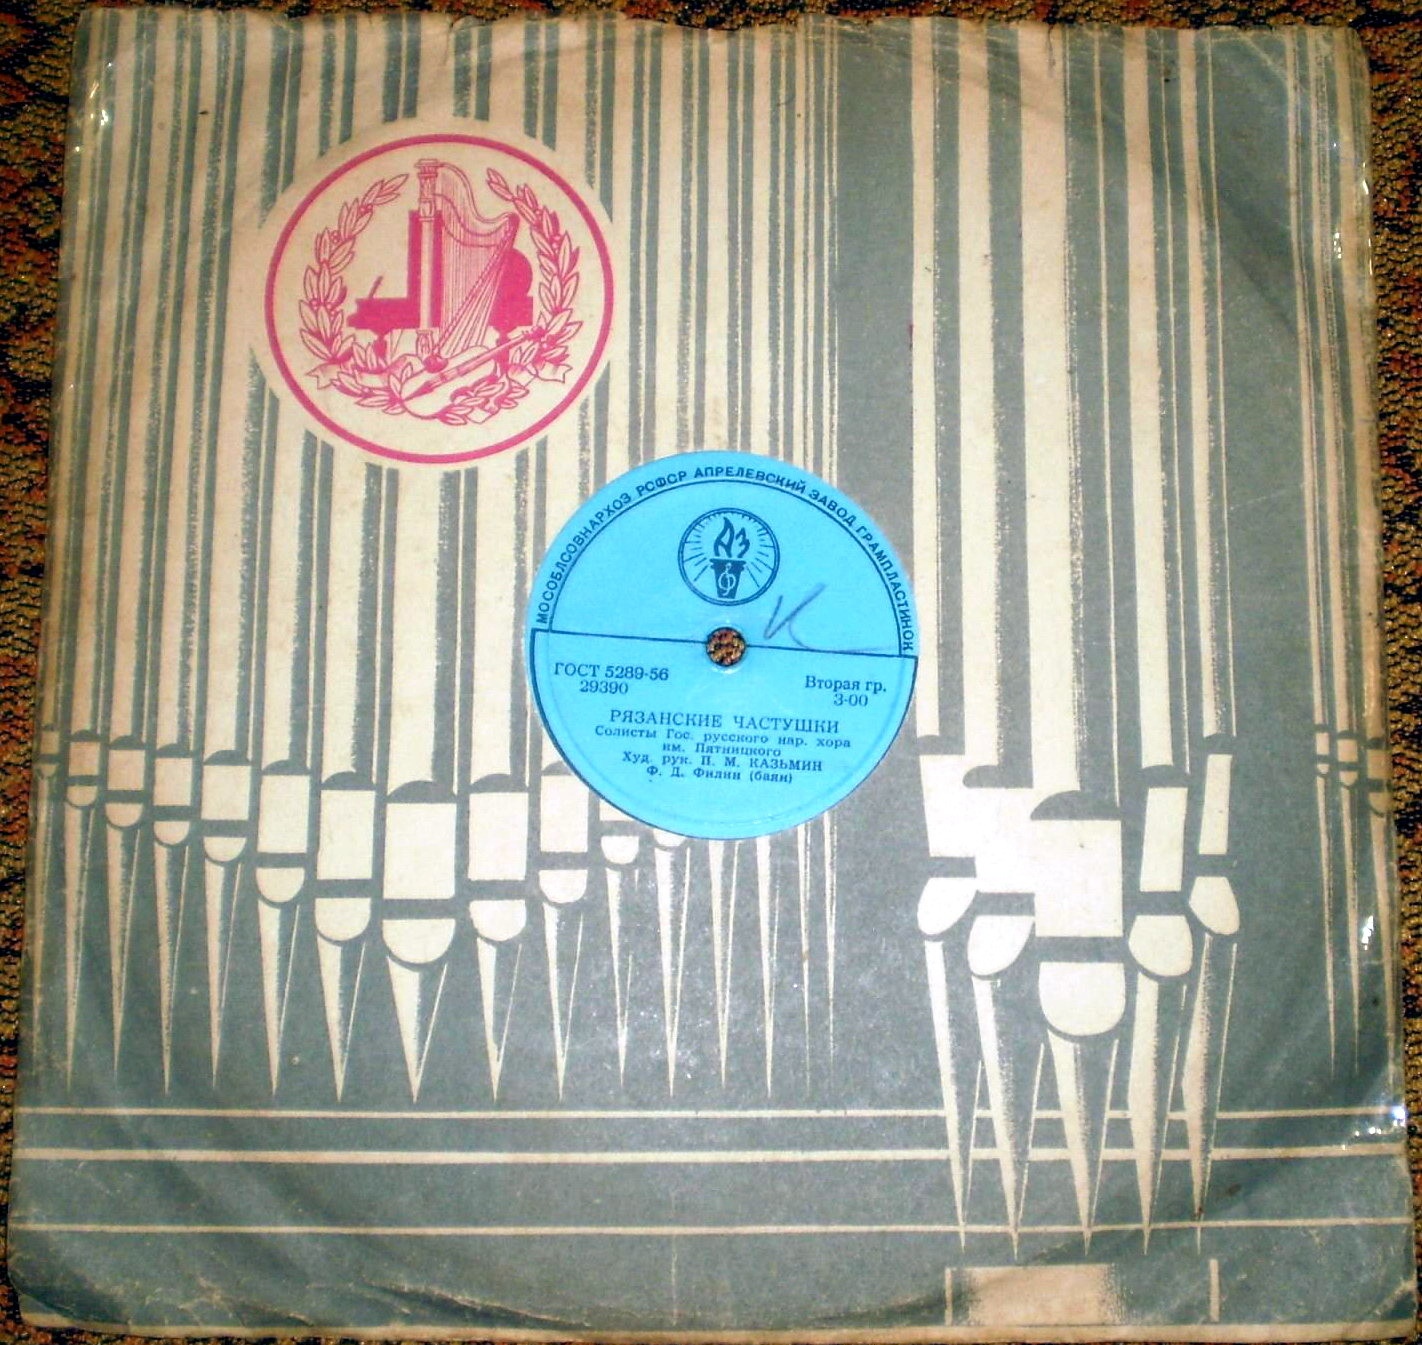 МОСОБЛСОВНАРХОЗ РСФСР АПРЕЛЕВСКИЙ ЗАВОД ГРАМПЛАСТИНОК
АЗ
К
ГОСТ 5289-56
29390
Вторая гр.
3-00
РЯЗАНСКИЕ ЧАСТУШКИ
Солисты Гос. русского нар. хора
им. Пятницкого
Худ. рук. П. М. КАЗЬМИН
Ф. Д. Филин (баян)